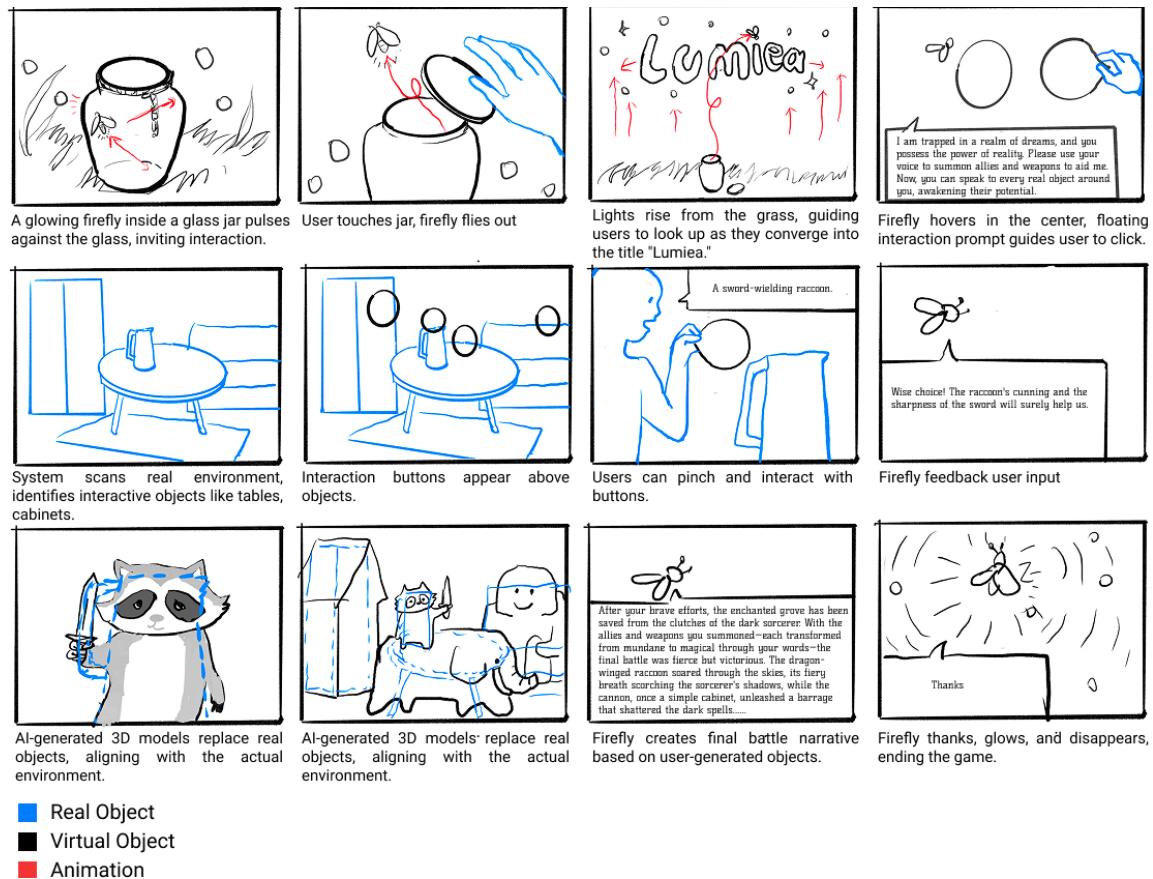 Lumiea
I am trapped in a realm of dreams, and you
possess the power of reality. Please use your
voice to summon allies and weapons to aid me.
Now, you can speak to every real object around
you, awakening their potential.
A glowing firefly inside a glass jar pulses
against the glass, inviting interaction.
User touches jar, firefly flies out
Lights rise from the grass, guiding
users to look up as they converge into
the title "Lumiea."
Firefly hovers in the center, floating
interaction prompt guides user to click.
A sword-wielding raccoon.
Wise choice! The raccoon's cunning and the
sharpness of the sword will surely help us.
System scans real environment,
identifies interactive objects like tables,
cabinets.
Interaction buttons appear above
objects.
Users can pinch and interact with
buttons.
Firefly feedback user input
After your brave efforts, the enchanted grove has been
saved from the clutches of the dark sorcerer. With the
allies and weapons you summoned—each transformed
from mundane to magical through your words—the
final battle was fierce but victorious. The dragon-
winged raccoon soared through the skies, its fiery
breath scorching the sorcerer's shadows, while the
cannon, once a simple cabinet, unleashed a barrage
that shattered the dark spells......
Thanks
AI-generated 3D models replace real
objects, aligning with the actual
environment.
AI-generated 3D models replace real
objects, aligning with the actual
environment.
Firefly creates final battle narrative
based on user-generated objects.
Firefly thanks, glows, and disappears,
ending the game.
Real Object
Virtual Object
Animation